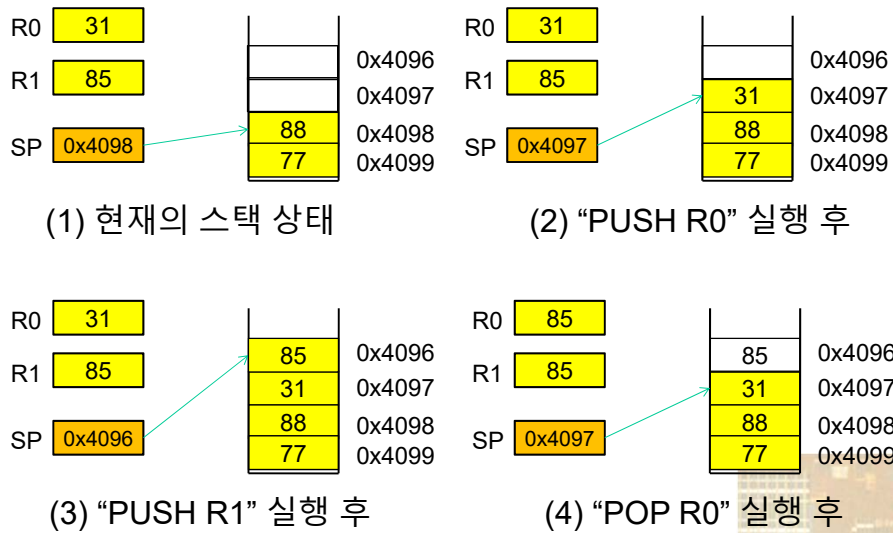 R0 31
0x4096
R1 85
0x4097
31
88
0x4098
SP 0x4098
77
0x4099
(1) 현재의 스택 상태
R0 31
0x4096
R1 85
31
0x4097
88
0x4098
SP 0x4097
77
0x4099
(2) “PUSH R0” 실행 후
R0 31
85
0x4096
R1 85
31
0x4097
88
0x4098
SP 0x4096
77
0x4099
(3) “PUSH R1” 실행 후
R0 85
85
0x4096
R1 85
31
0x4097
88
0x4098
SP 0x4097
77
0x4099
(4) “POP R0” 실행 후